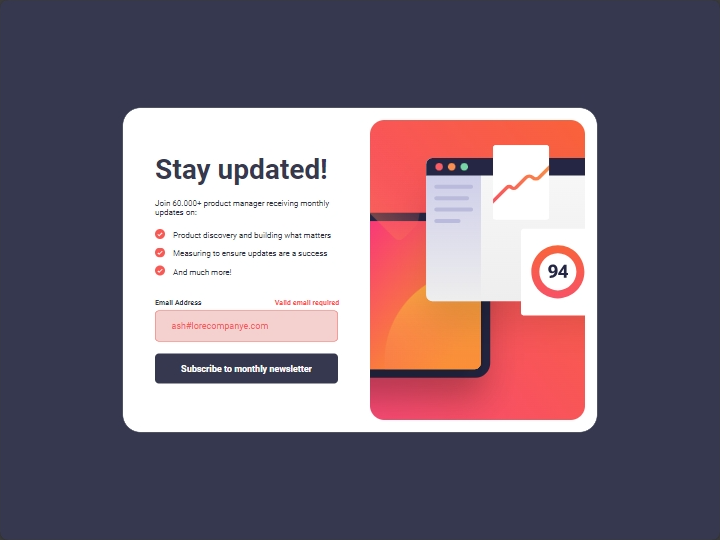 Stay updated!
Join 60.000+ product manager receiving monthly
updates on:
Product discovery and building what matters
Measuring to ensure updates are a success
And much more!
Email Address
Valid email required
ash#lorecompanye.com
Subscribe to monthly newsletter
94